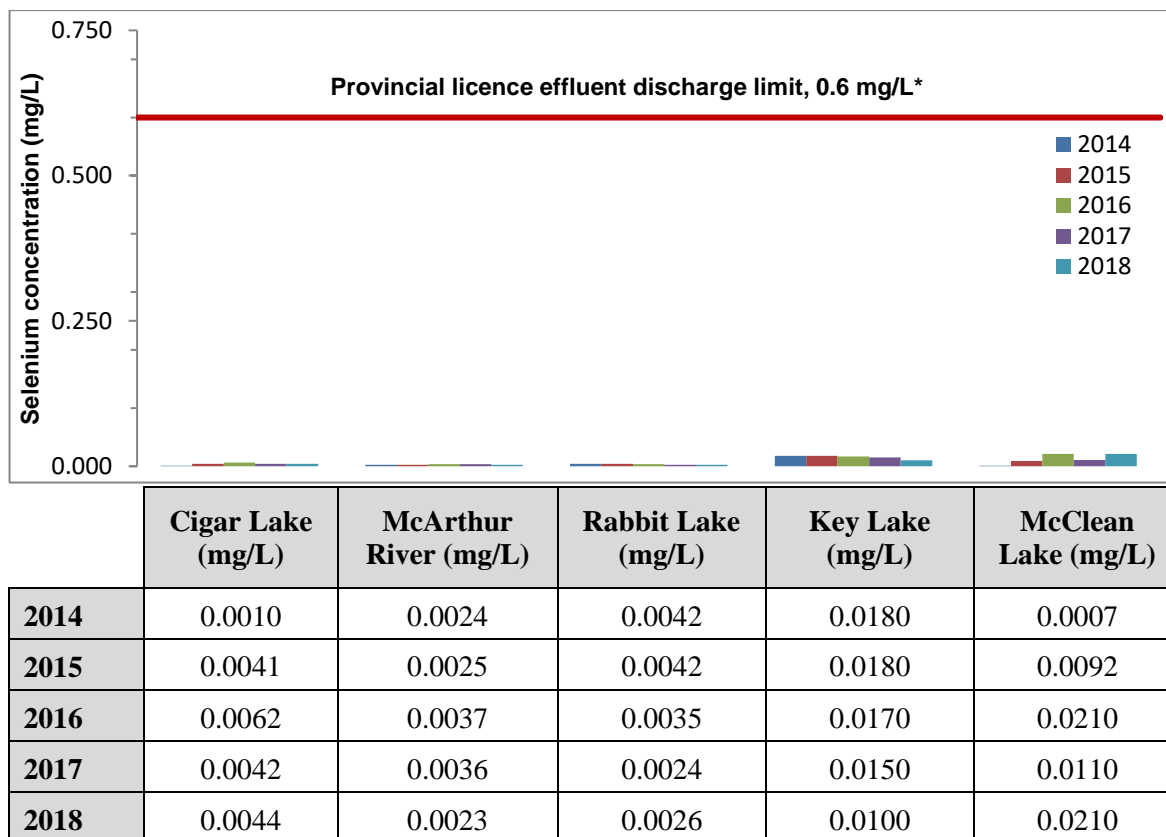 0.750
Provincial licence effluent discharge limit, 0.6 mg/L*
2014
0.500
2015
2016
2017
2018
0.250
0.000
Selenium concentration (mg/L)
Cigar Lake (mg/L) McArthur River (mg/L) Rabbit Lake (mg/L) Key Lake (mg/L) McClean Lake (mg/L)
2014 0.0010 0.0024 0.0042 0.0180 0.0007
2015 0.0041 0.0025 0.0042 0.0180 0.0092
2016 0.0062 0.0037 0.0035 0.0170 0.0210
2017 0.0042 0.0036 0.0024 0.0150 0.0110
2018 0.0044 0.0023 0.0026 0.0100 0.0210